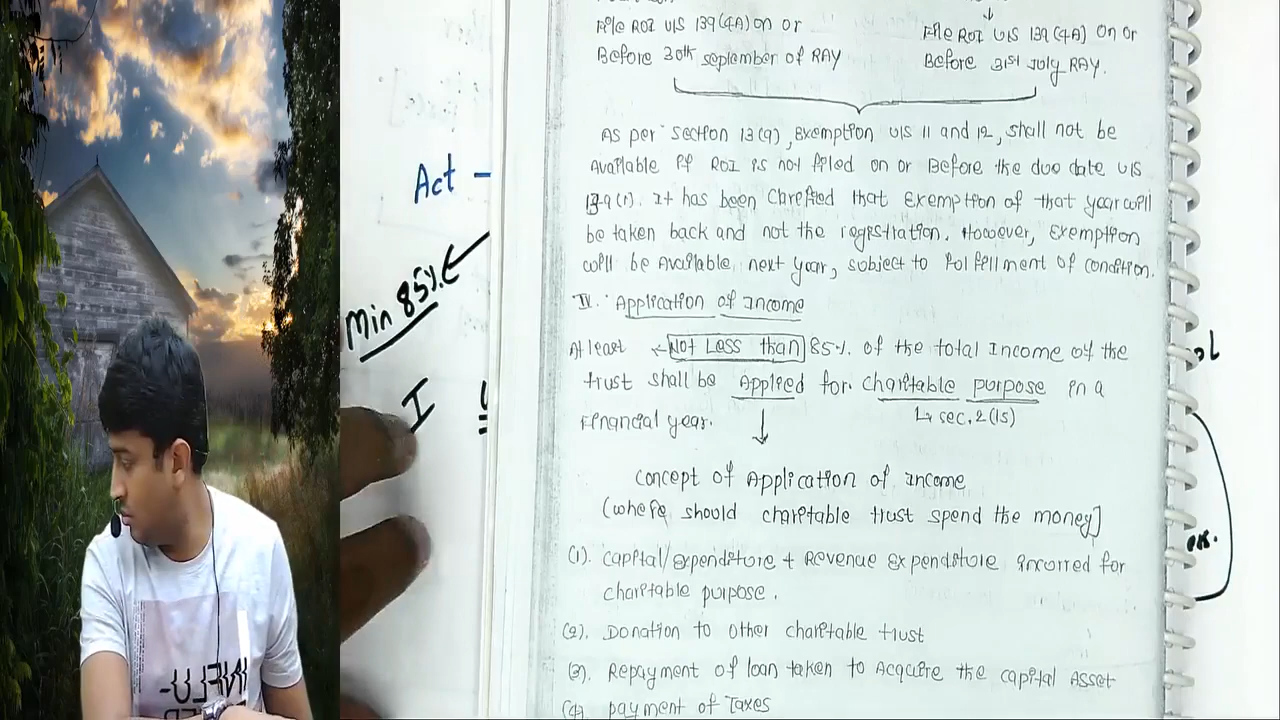 File ROI U/S 139(4A) on or
Before 30th september of RAY
File ROI U/S 139(4A) On or
Before 31st July RAY.
As per section 13(9), Exemption U/S 11 and 12, shall not be
Available if ROI is not filed on or Before the due date U/S
139(1). It has been Clarefied that Exemption of that year will
be taken back and not the registration. However, Exemption
will be Available next year, subject to Fulfillment of condition.
IV. Application of Income
At least Not Less than 85%. of the total Income of the
trust shall be Applied for Charitable purpose in a
Financial year.
sec. 2(15)
Concept of Application of Income
(where should charitable trust spend the money)
(1). Capital/Expenditure + Revenue Expenditure incurred for
charitable purpose.
(2). Donation to other charitable trust
(3). Repayment of loan taken to Acquire the capital Asset
(4) payment of Taxes
Act -
Min 85%.
I